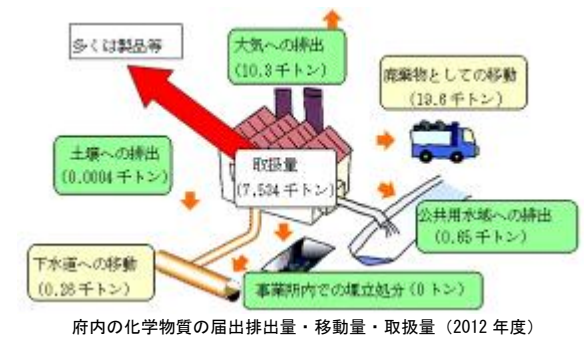 多くは製品等
大気への排出
(10.3千トン)
廃棄物としての移動
(19.6千トン)
土壌への排出
(0.0004千トン)
取扱量
(7,534千トン)
公共用水域への排出
(0.65千トン)
下水道への移動
(0.26千トン)
事業所内での埋立処分(0トン)
府内の化学物質の届出排出量・移動量・取扱量（2012年度）